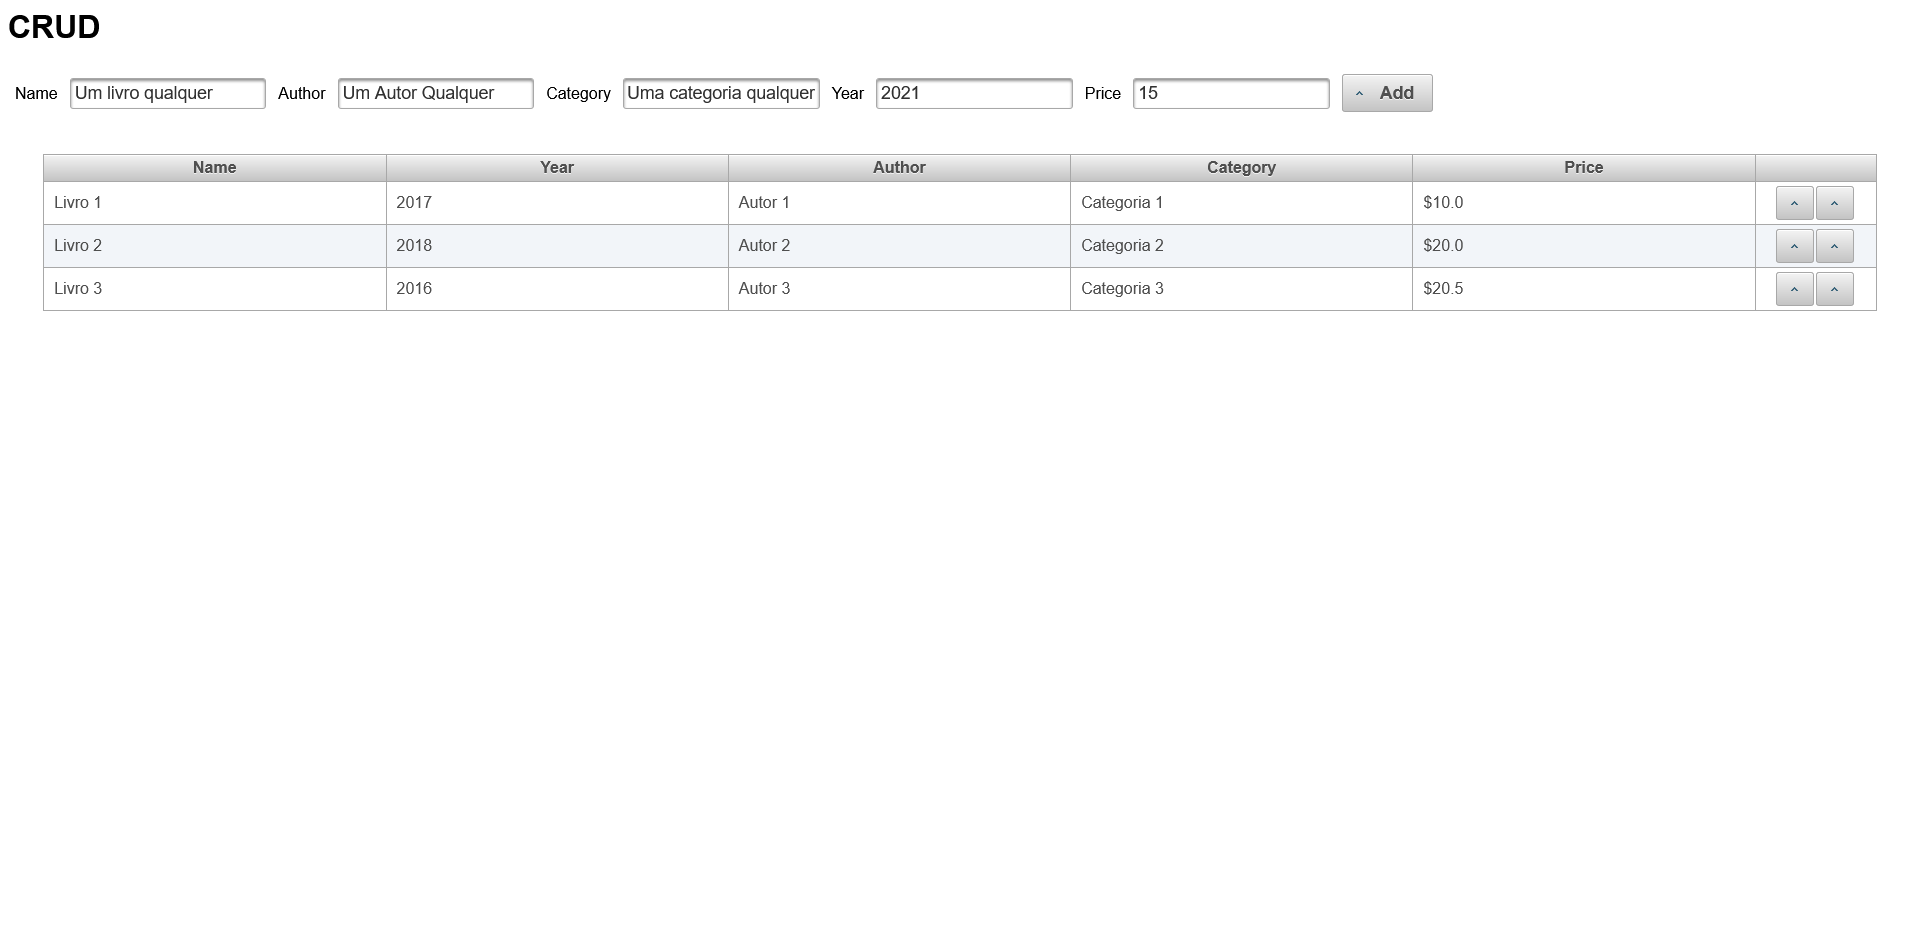 CRUD
Name Um livro qualquer Author Um Autor Qualquer Category Uma categoria qualquer Year 2021 Price 15 Add
Name Year Author Category Price
Livro 1 2017 Autor 1 Categoria 1 $10.0
Livro 2 2018 Autor 2 Categoria 2 $20.0
Livro 3 2016 Autor 3 Categoria 3 $20.5